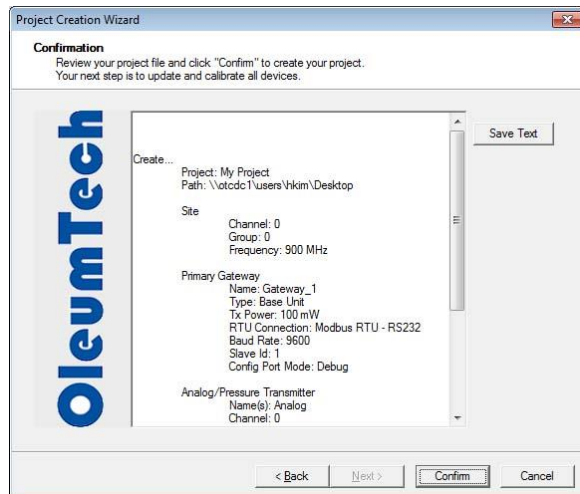 Project Creation Wizard
Confirmation
Review your project file and click "Confirm" to create your project.
Your next step is to update and calibrate all devices.
OleumTech
Create...
Project: My Project
Path: \\otcdc1\users\hkim\Desktop
Site
Channel: 0
Group: 0
Frequency: 900 MHz
Primary Gateway
Name: Gateway_1
Type: Base Unit
Tx Power: 100 mW
RTU Connection: Modbus RTU - RS232
Baud Rate: 9600
Slave Id: 1
Config Port Mode: Debug
Analog/Pressure Transmitter
Name(s): Analog
Channel: 0
Save Text
< Back Next > Confirm Cancel